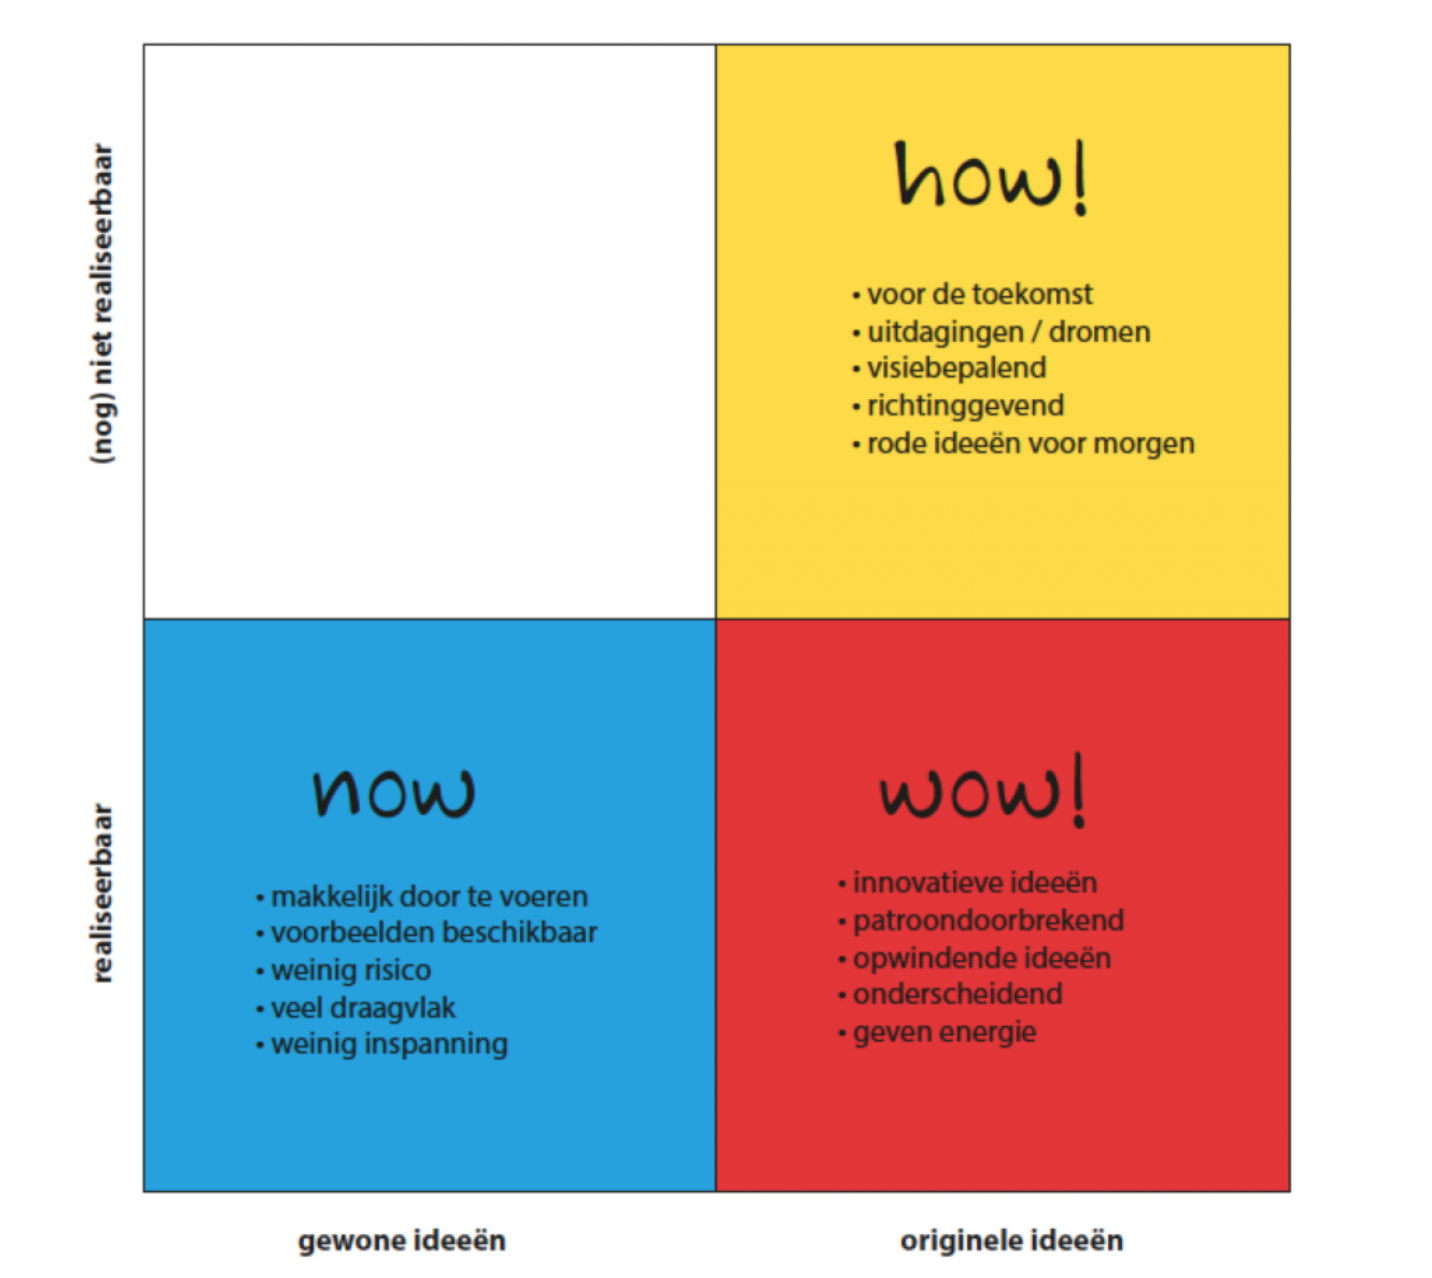 (nog) niet realiseerbaar
how!
• voor de toekomst
• uitdagingen / dromen
• visiebepalend
• richtinggevend
• rode ideeën voor morgen
realiseerbaar
now
• makkelijk door te voeren
• voorbeelden beschikbaar
• weinig risico
• veel draagvlak
• weinig inspanning
wow!
• innovatieve ideeën
• patroondoorbrekend
• opwindende ideeën
• onderscheidend
• geven energie
gewone ideeën
originele ideeën